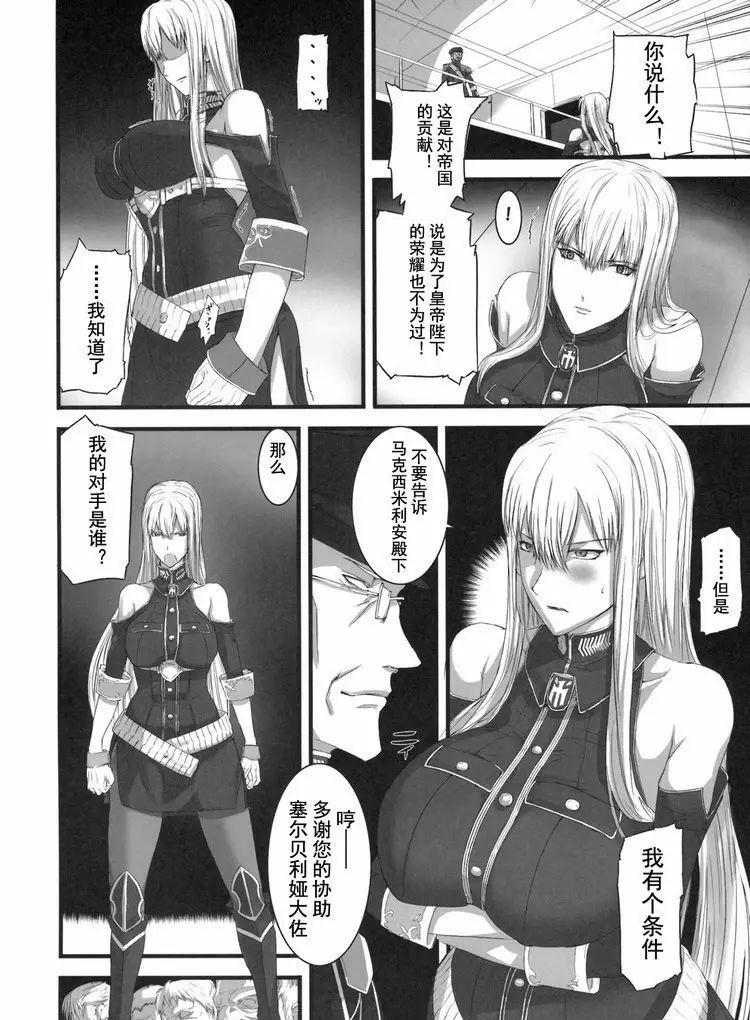 你说什么！
这是对帝国
的贡献！
说是为了皇帝陛下
的荣耀也不为过！
！
．．．．．
……我知道
了
……但是
我有个条件
不要告诉
马克西米利安殿下
哼——
多谢您的协助
塞尔贝利娅大佐
那么
我的对手是谁？